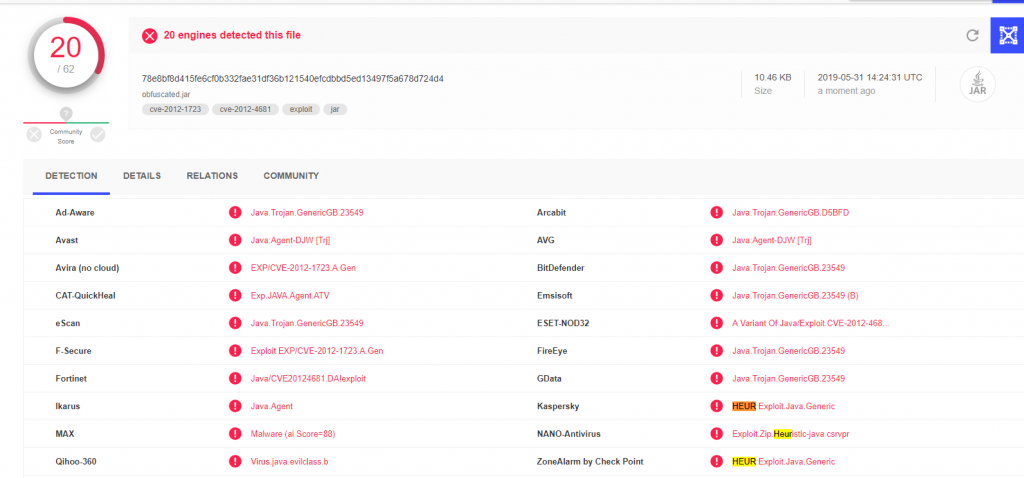 20
/ 62
20 engines detected this file
78e8bf8d415fe6cf0b332fae31df36b121540efcdbbd5ed13497f5a678d724d4
obfuscated.jar
cve-2012-1723 cve-2012-4681 exploit jar
10.46 KB
Size
2019-05-31 14:24:31 UTC
a moment ago
JAR
?
Community
Score
DETECTION DETAILS RELATIONS COMMUNITY
Ad-Aware Java.Trojan.GenericGB.23549 Arcabit Java.Trojan.GenericGB.D5BFD
Avast Java:Agent-DJW [Trj] AVG Java:Agent-DJW [Trj]
Avira (no cloud) EXP/CVE-2012-1723.A.Gen BitDefender Java.Trojan.GenericGB.23549
CAT-QuickHeal Exp.JAVA.Agent.ATV Emsisoft Java.Trojan.GenericGB.23549 (B)
eScan Java.Trojan.GenericGB.23549 ESET-NOD32 A Variant Of Java/Exploit.CVE-2012-468...
F-Secure Exploit.EXP/CVE-2012-1723.A.Gen FireEye Java.Trojan.GenericGB.23549
Fortinet Java/CVE20124681.DA!exploit GData Java.Trojan.GenericGB.23549
Ikarus Java.Agent Kaspersky HEUR:Exploit.Java.Generic
MAX Malware (ai Score=88) NANO-Antivirus Exploit.Zip.Heuristic-java.csrvpr
Qihoo-360 Virus.java.evilclass.b ZoneAlarm by Check Point HEUR:Exploit.Java.Generic